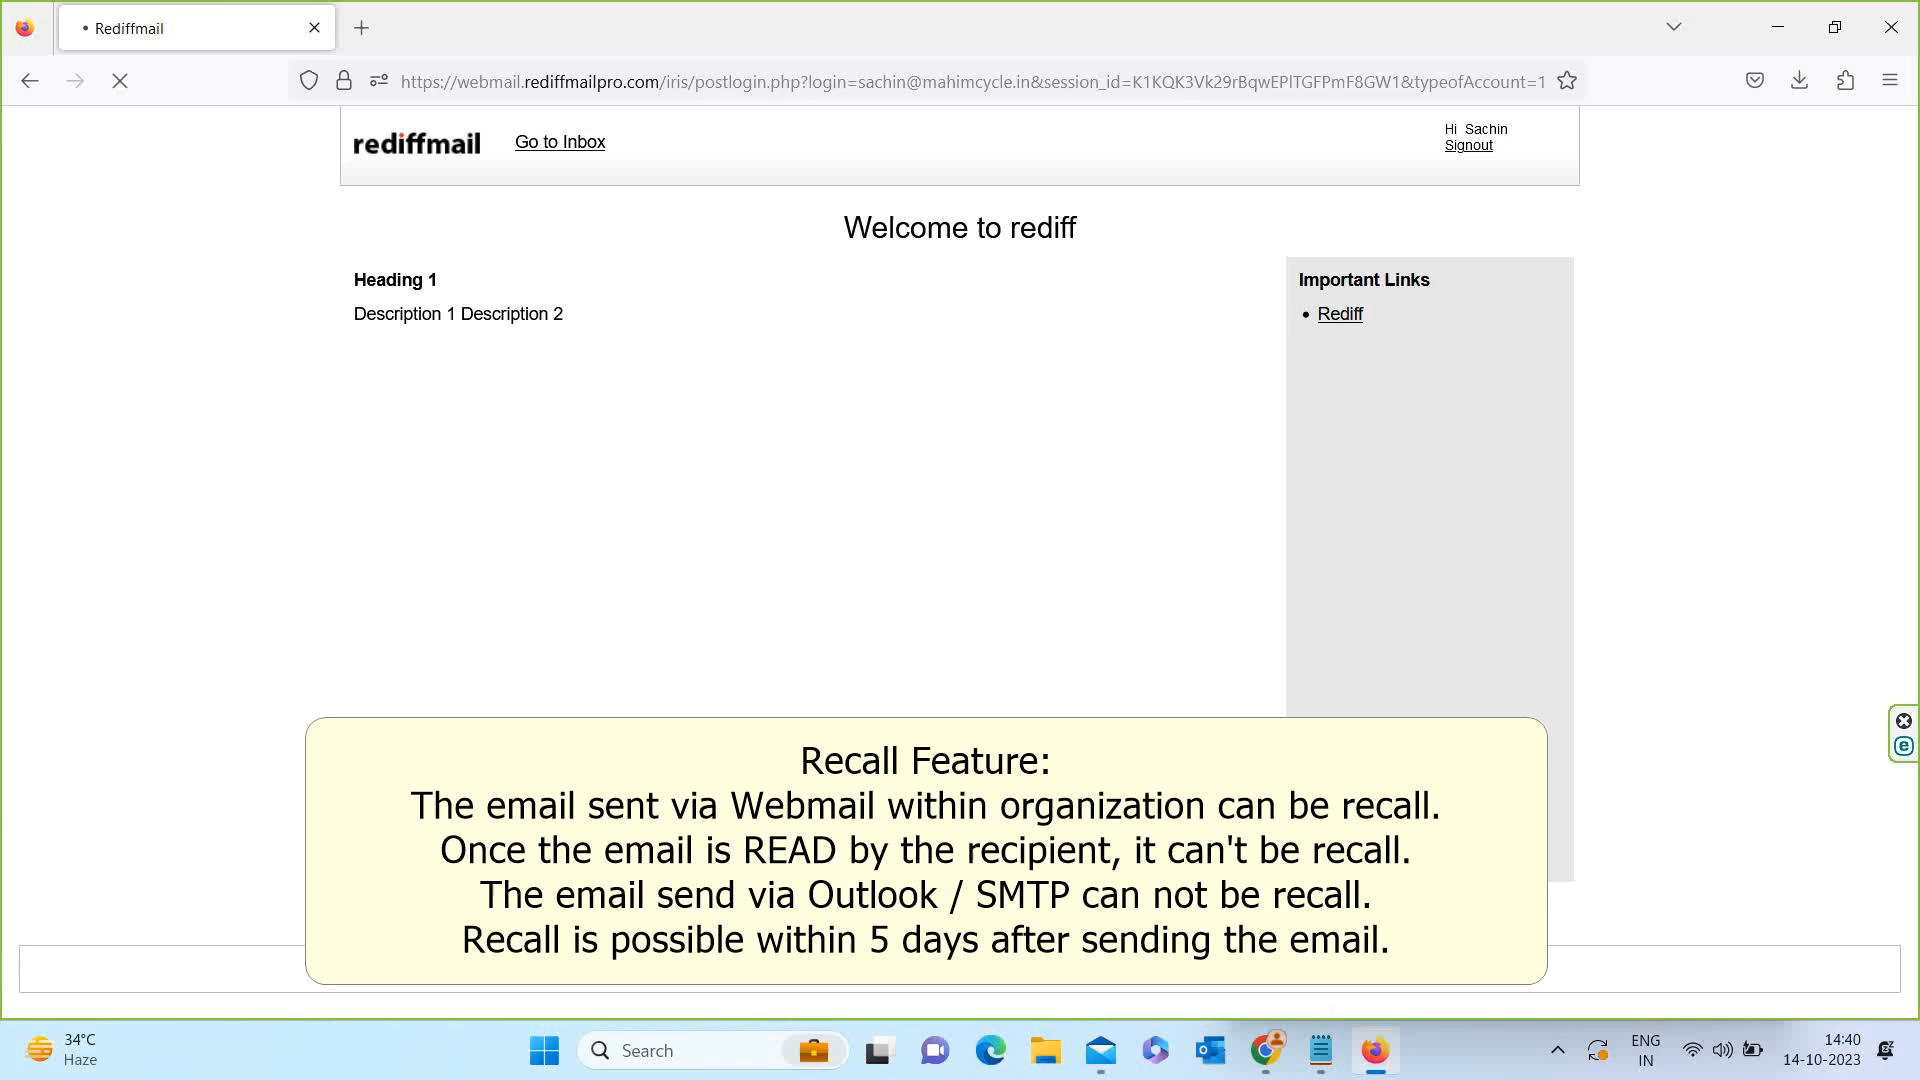 Rediffmail
https://webmail.rediffmailpro.com/iris/postlogin.php?login=sachin@mahimcycle.in&session_id=K1KQK3Vk29rBqwEPlTGFPmF8GW1&typeofAccount=1
rediffmail
Go to Inbox
Hi Sachin
Signout
Welcome to rediff
Heading 1
Description 1 Description 2
Important Links
• Rediff
Recall Feature:
The email sent via Webmail within organization can be recall.
Once the email is READ by the recipient, it can't be recall.
The email send via Outlook / SMTP can not be recall.
Recall is possible within 5 days after sending the email.
34°C
Haze
Search
ENG
IN
14:40
14-10-2023